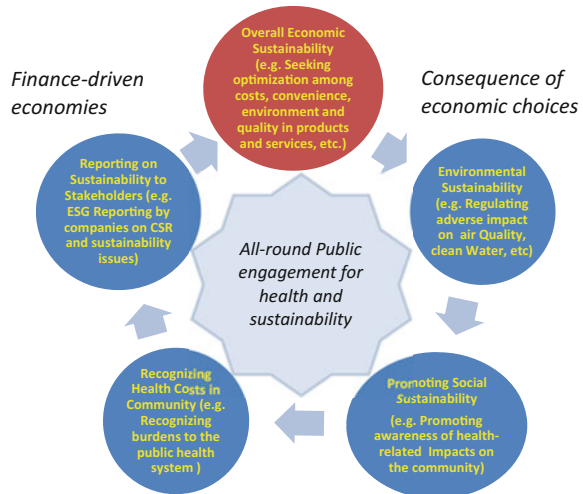 Overall Economic
Sustainability
(e.g. Seeking
optimization among
costs, convenience,
environment and
quality in products
and services, etc.)
Finance-driven
economies
Consequence of
economic choices
Environmental
Sustainability
(e.g. Regulating
adverse impact
on air Quality,
clean Water, etc)
Promoting Social
Sustainability
(e.g. Promoting
awareness of health-
related Impacts on
the community)
Recognizing
Health Costs in
Community (e.g.
Recognizing
burdens to the
public health
system )
Reporting on
Sustainability to
Stakeholders (e.g.
ESG Reporting by
companies on CSR
and sustainability
issues)
All-round Public
engagement for
health and
sustainability